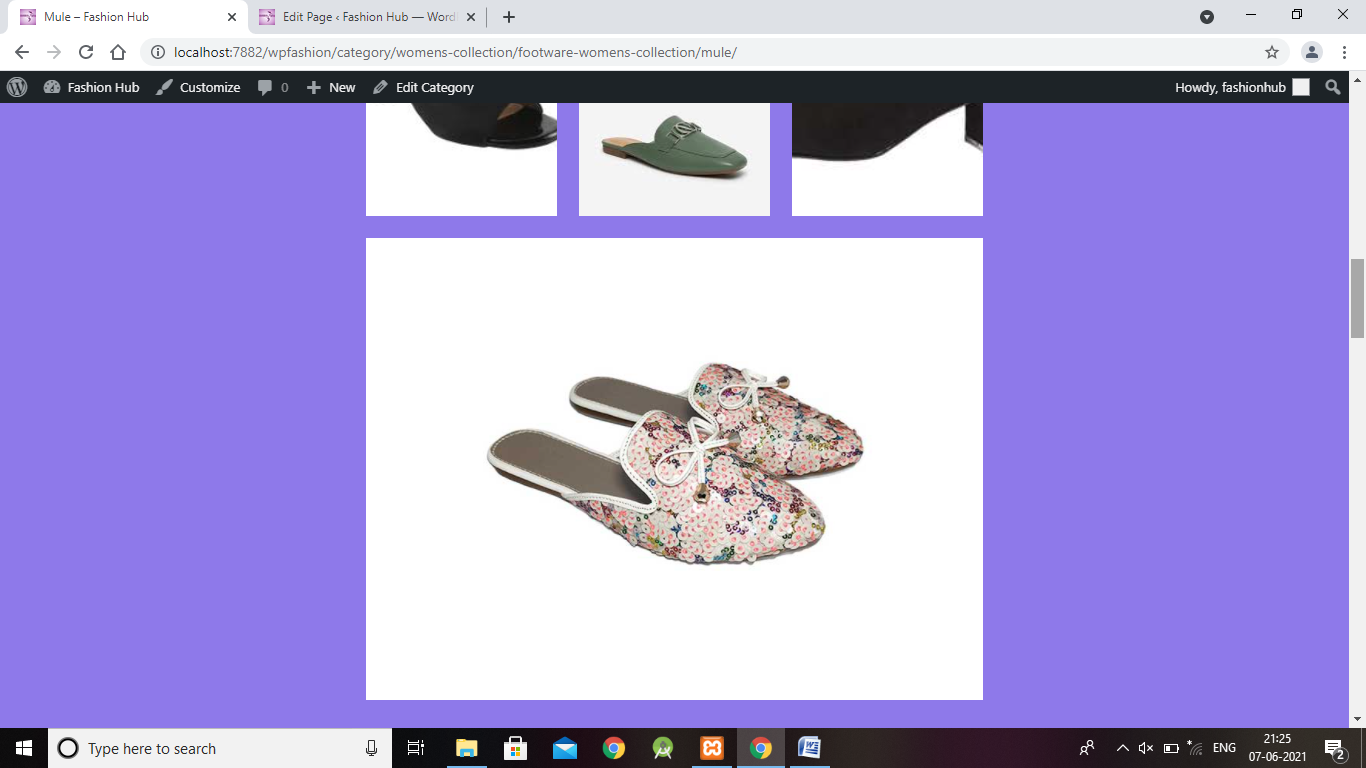 Mule – Fashion Hub
Edit Page ‹ Fashion Hub — Word
localhost:7882/wpfashion/category/womens-collection/footware-womens-collection/mule/
Fashion Hub Customize 0 New Edit Category Howdy, fashionhub
Type here to search
ENG
21:25
07-06-2021
2